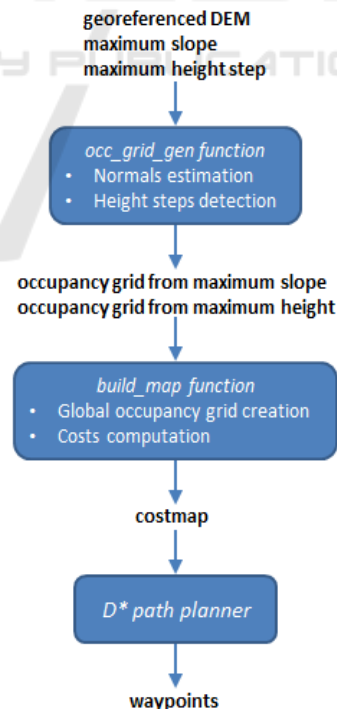 georeferenced DEM
maximum slope
maximum height step
Y PUBLICATIO
occ_grid_gen function
• Normals estimation
• Height steps detection
occupancy grid from maximum slope
occupancy grid from maximum height
build_map function
• Global occupancy grid creation
• Costs computation
costmap
D* path planner
waypoints